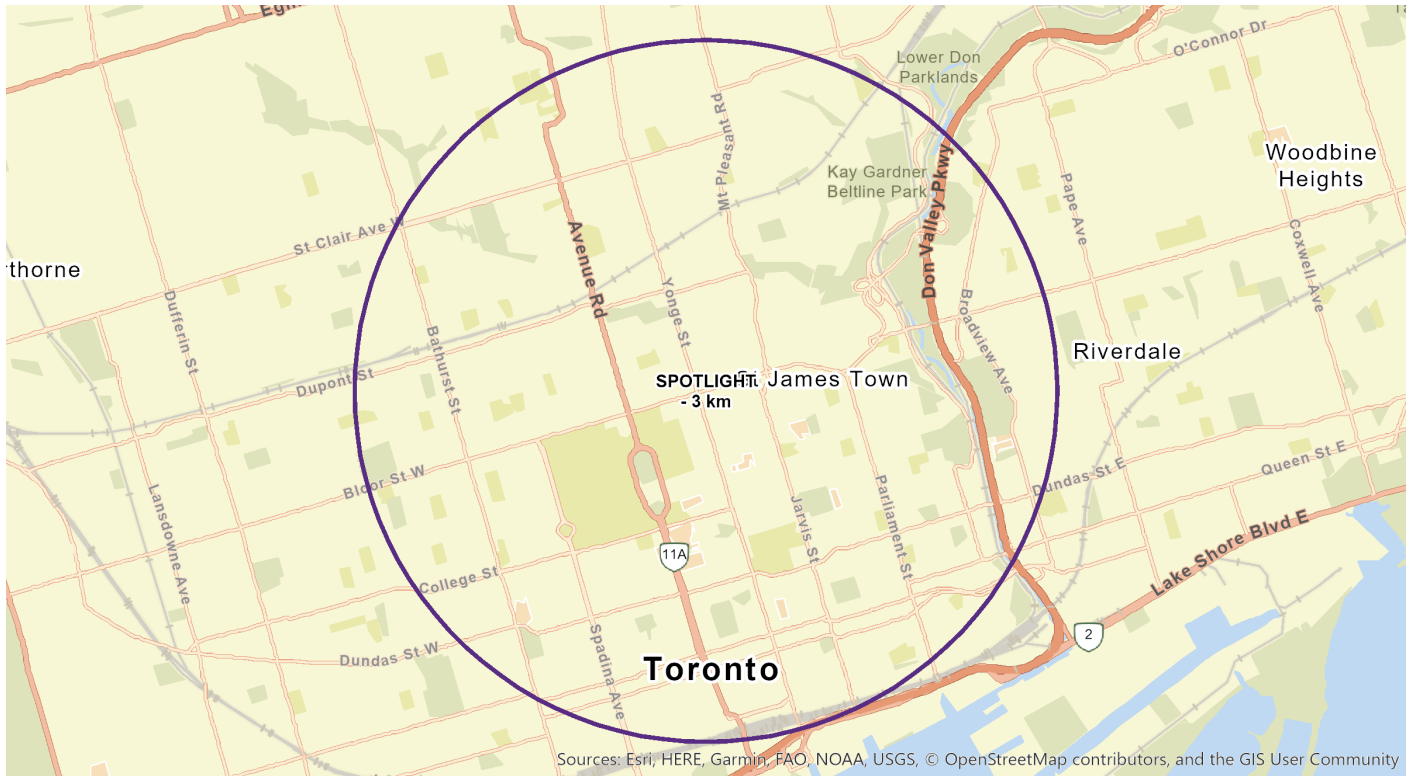 Egli
O'Connor Dr
Lower Don
Parklands
Mt Pleasant Rd
Woodbine
Heights
Kay Gardner
Beltline Park
Don Valley Pkwy
Pape Ave
St Clair Ave W
Avenue Rd
Coxwell Ave
rthorne
Dufferin St
Yonge St
Broadview Ave
Bathurst St
Riverdale
Dupont St
SPOTLIGHT
- 3 km
James Town
Bloor St W
Queen St E
Dundas St E
Lansdowne Ave
Jarvis St
Parliament St
11A
College St
Lake Shore Blvd E
2
Dundas St W
Spadina Ave
Toronto
Sources: Esri, HERE, Garmin, FAO, NOAA, USGS, © OpenStreetMap contributors, and the GIS User Community